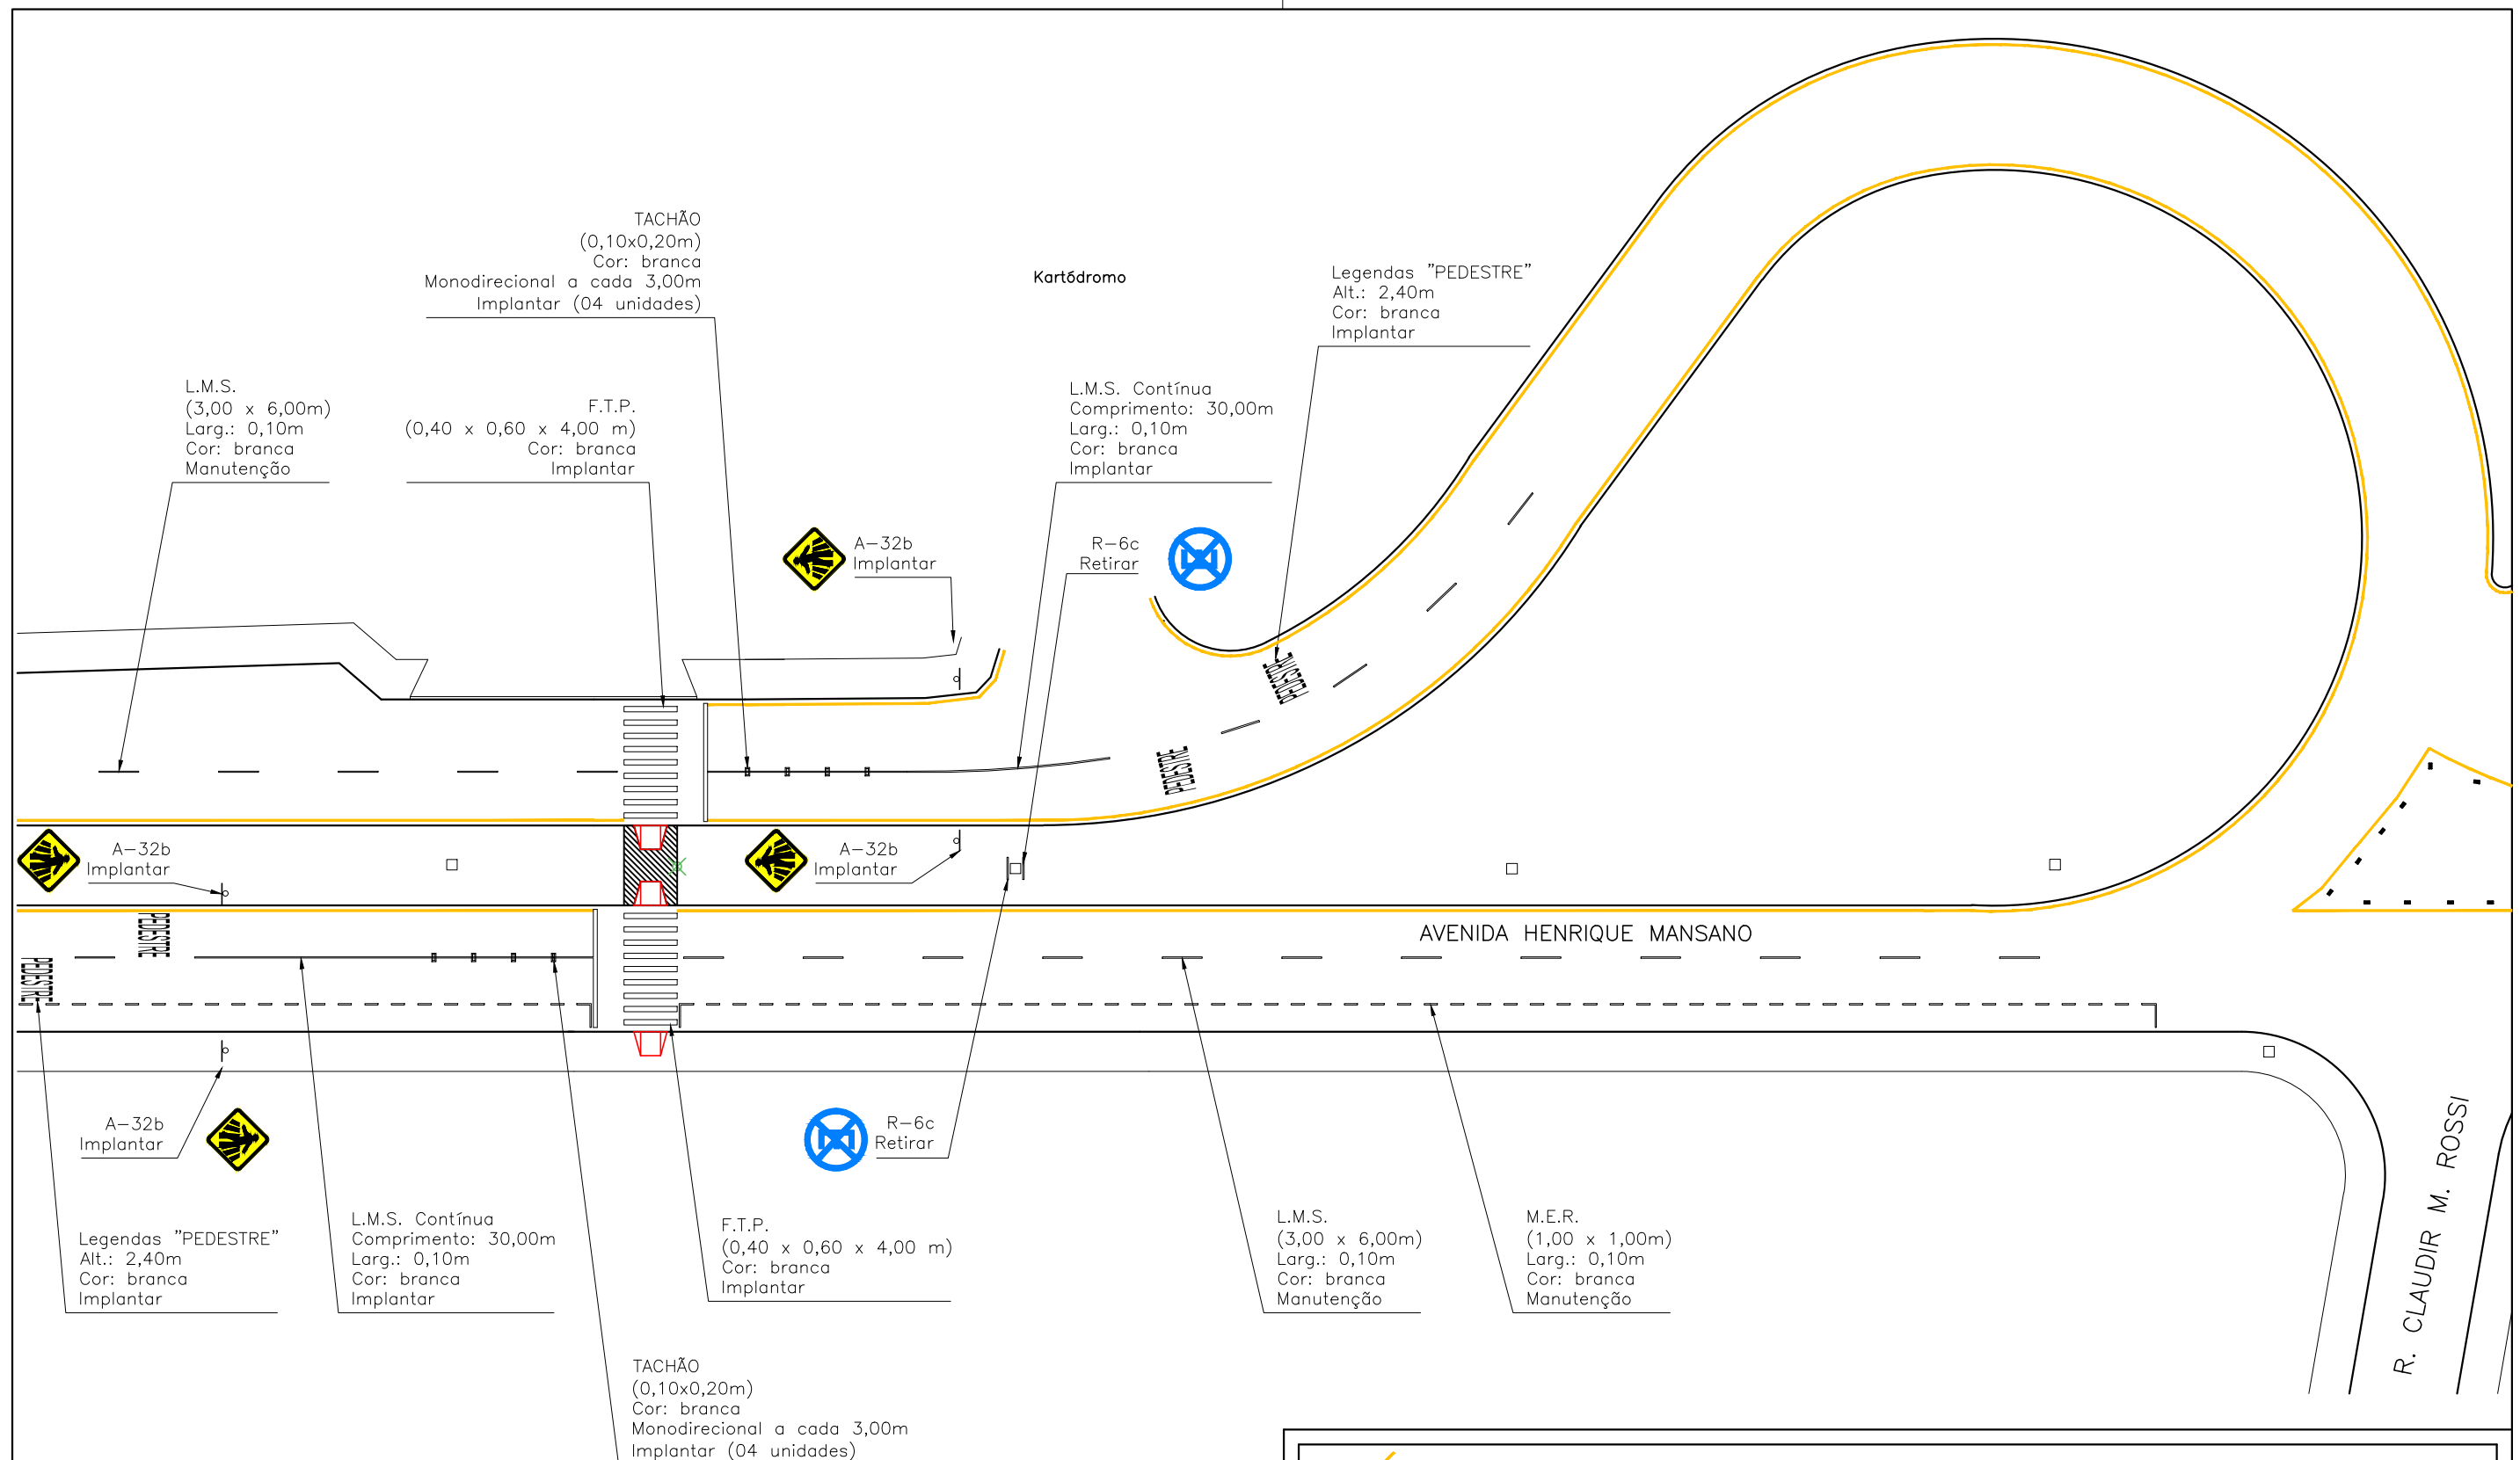 TACHÃO
(0,10x0,20m)
Cor: branca
Monodirecional a cada 3,00m
Implantar (04 unidades)
Kartódromo
Legendas "PEDESTRE"
Alt.: 2,40m
Cor: branca
Implantar
L.M.S.
(3,00 x 6,00m)
Larg.: 0,10m
Cor: branca
Manutenção
F.T.P.
(0,40 x 0,60 x 4,00 m)
Cor: branca
Implantar
L.M.S. Contínua
Comprimento: 30,00m
Larg.: 0,10m
Cor: branca
Implantar
A-32b
Implantar
R-6c
Retirar
PEDESTRE
PEDESTRE
A-32b
Implantar
A-32b
Implantar
PEDESTRE
PEDESTRE
AVENIDA HENRIQUE MANSANO
A-32b
Implantar
R-6c
Retirar
R. CLAUDIR M. ROSSI
Legendas "PEDESTRE"
Alt.: 2,40m
Cor: branca
Implantar
L.M.S. Contínua
Comprimento: 30,00m
Larg.: 0,10m
Cor: branca
Implantar
F.T.P.
(0,40 x 0,60 x 4,00 m)
Cor: branca
Implantar
L.M.S.
(3,00 x 6,00m)
Larg.: 0,10m
Cor: branca
Manutenção
M.E.R.
(1,00 x 1,00m)
Larg.: 0,10m
Cor: branca
Manutenção
TACHÃO
(0,10x0,20m)
Cor: branca
Monodirecional a cada 3,00m
Implantar (04 unidades)